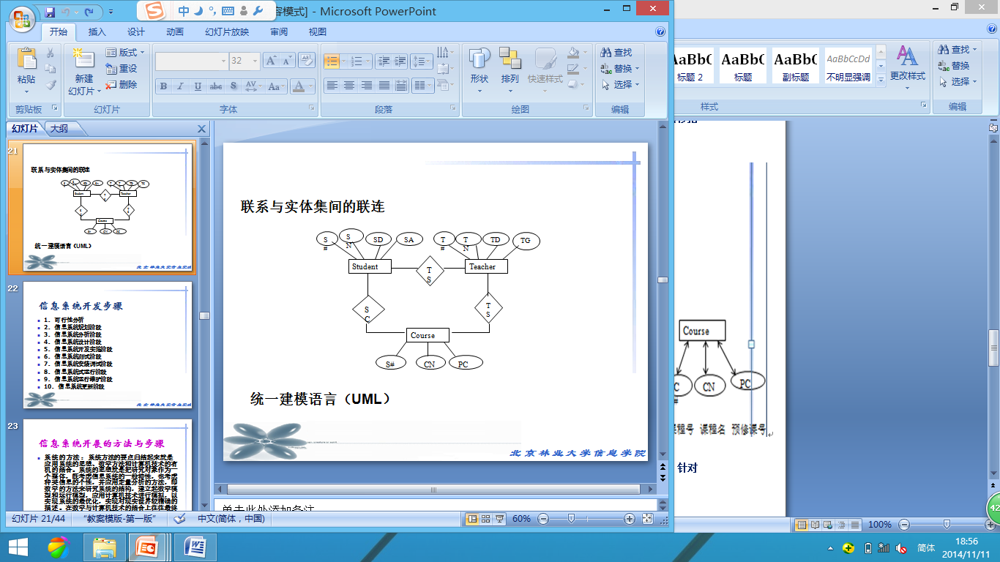 容模式] - Microsoft PowerPoint
中
开始 插入 设计 动画 幻灯片放映 审阅 视图
粘贴
剪贴板
新建
幻灯片
版式
重设
删除
幻灯片
32
B I U abc S AV Aa A
字体
段落
形状 排列 快速样式
绘图
查找
替换
选择
编辑
AaBbC AaBbC AaBbC AaBbCcDd
标题 2 标题 副标题 不明显强调
更改样式
样式
查找
替换
选择
编辑
幻灯片 大纲
21
联系与实体集间的联连
Student Teacher
Course
统一建模语言（UML）
22
信息系统开发步骤
1. 可行性分析
2. 信息系统规划阶段
3. 信息系统分析阶段
4. 信息系统设计阶段
5. 信息系统开发实施阶段
6. 信息系统测试阶段
7. 信息系统安装调试阶段
8. 信息系统试运行阶段
9. 信息系统运行维护阶段
10. 信息系统更新阶段
23
信息系统开展的方法与步骤
系统的方法：系统方法的要点归结起来就是
应用系统的思想、数学方法和计算机技术的有
机的结合。系统的思想就是把研究对象作为一
个整体，既考虑信息系统的一般特性，也考虑
种类信息的个性，并应用定量分析的方法，即
数学的方法来研究系统的结构，建立起数学模
型和运行模型，应用计算机技术进行模拟，以
实现系统的最优化，实现对现实世界较精确的
描述。在数学与计算机技术的结合上往往最终
联系与实体集间的联连
S
#
S
N
SD SA
T
#
T
N
TD TG
Student
T
S
Teacher
S
C
T
S
Course
S# CN PC
统一建模语言（UML）
北京林业大学信息学院
单击此处添加备注
Course
C
#
CN PC
程号 课程名 预修课号
针对
幻灯片 21/44 “教案模版-第一版” 中文(简体，中国) 60%
100%
42
简体
18:56
2014/11/11